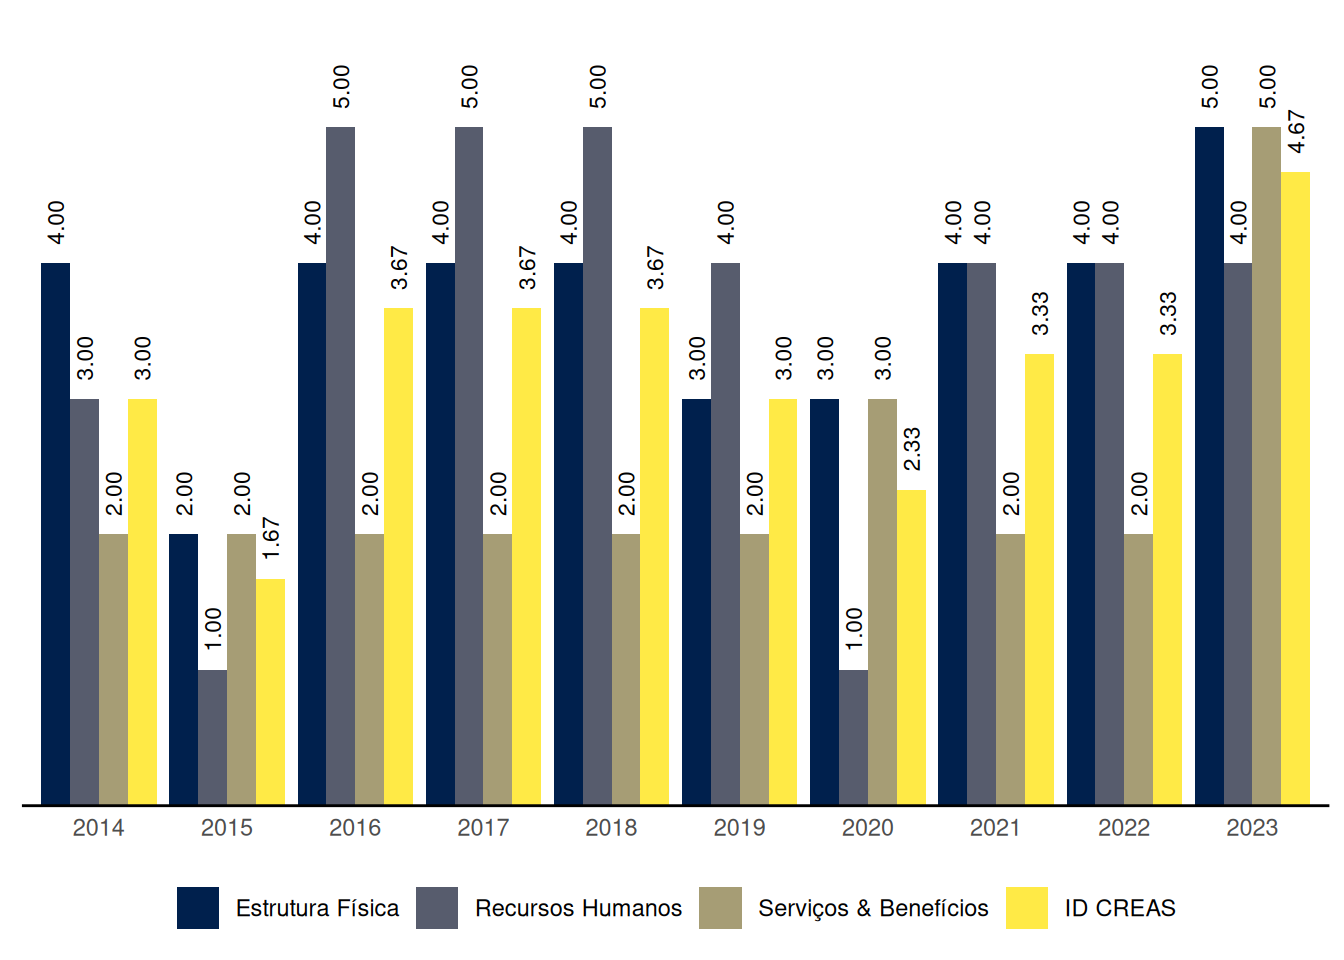 4.00 3.00 2.00 3.00
2.00 1.00 2.00 1.67
4.00 5.00 2.00 3.67
4.00 5.00 2.00 3.67
4.00 5.00 2.00 3.67
3.00 4.00 2.00 3.00
3.00 1.00 3.00 2.33
4.00 4.00 2.00 3.33
4.00 4.00 2.00 3.33
5.00 4.00 5.00 4.67
2014 2015 2016 2017 2018 2019 2020 2021 2022 2023
Estrutura Física Recursos Humanos Serviços & Benefícios ID CREAS